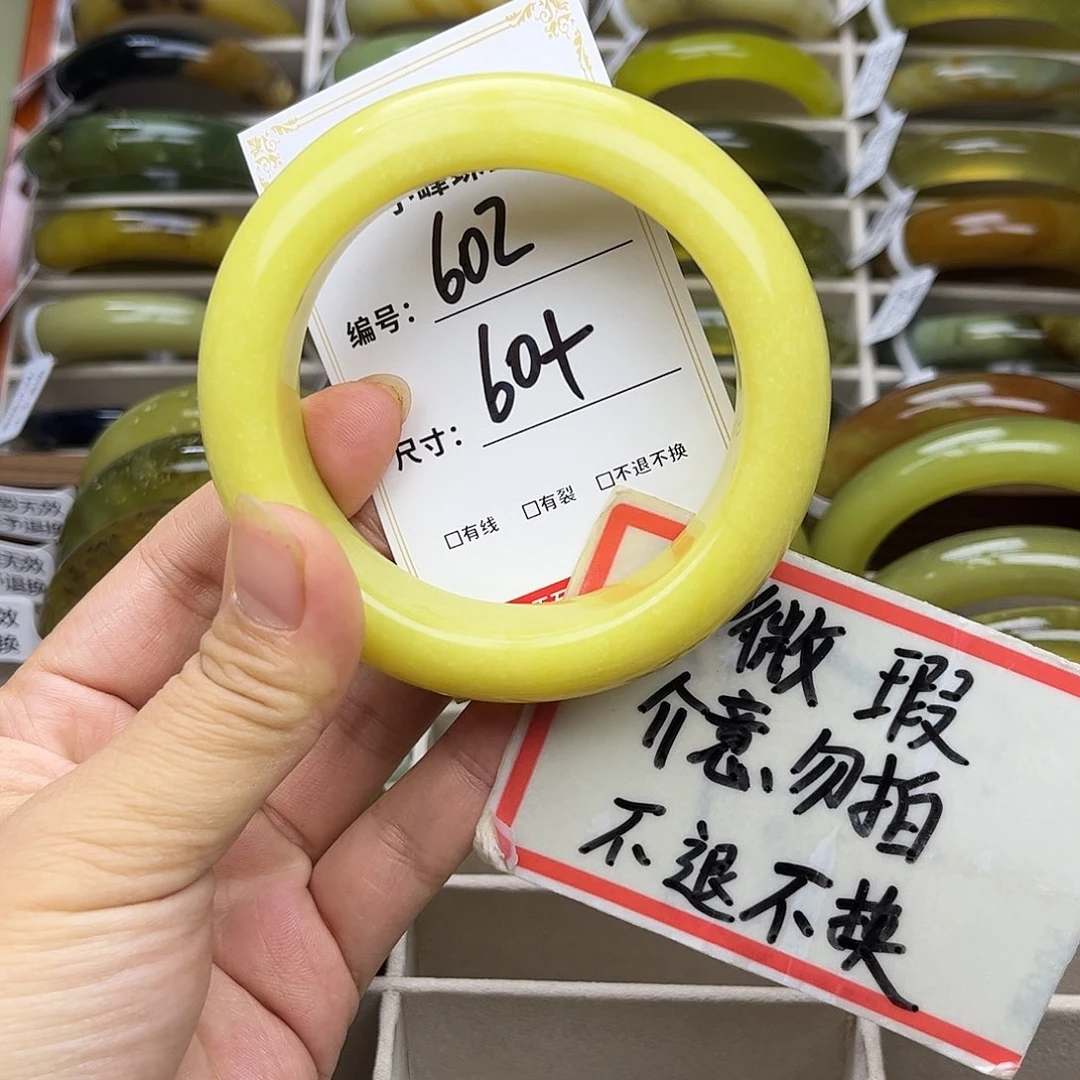 编号：602
尺寸：60+
□有线 □有裂 □不退不换
微 瑕
介意、勿拍
不退不换